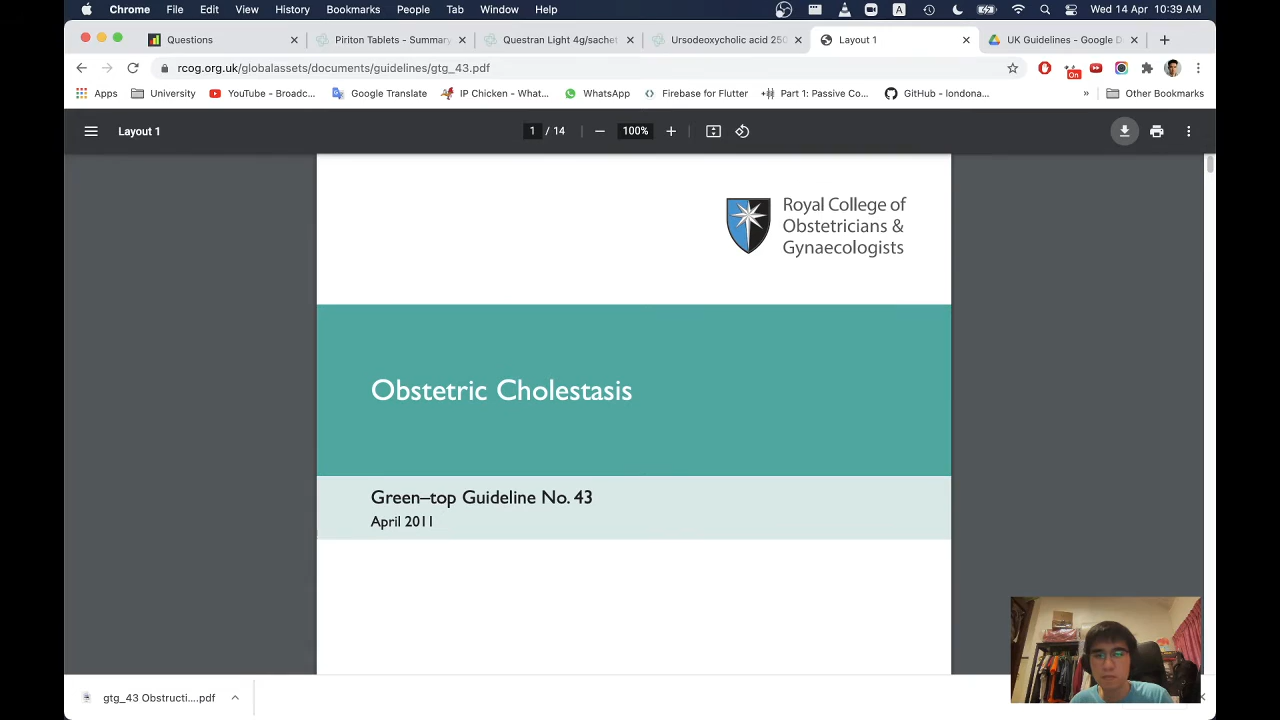 Chrome File Edit View History Bookmarks People Tab Window Help A Wed 14 Apr 10:39 AM
Questions Piriton Tablets - Summary Questran Light 4g/sachet Ursodeoxycholic acid 250 Layout 1 UK Guidelines - Google D
rcog.org.uk/globalassets/documents/guidelines/gtg_43.pdf On
Apps University YouTube - Broadc... Google Translate IP Chicken - What... WhatsApp Firebase for Flutter Part 1: Passive Co... GitHub - londona... » Other Bookmarks
Layout 1 1 / 14 100%
Royal College of
Obstetricians &
Gynaecologists
Obstetric Cholestasis
Green–top Guideline No. 43
April 2011
gtg_43 Obstructi....pdf